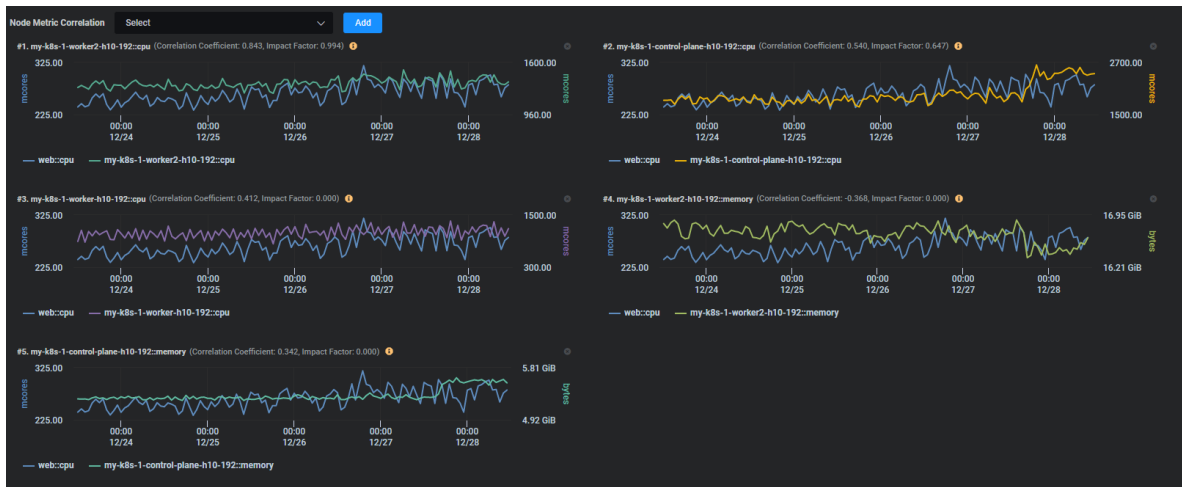 Node Metric Correlation Select Add
#1. my-k8s-1-worker2-h10-192::cpu (Correlation Coefficient: 0.843, Impact Factor: 0.994)
325.00 1600.00
mcores mcores
225.00 960.00
00:00 00:00 00:00 00:00 00:00
12/24 12/25 12/26 12/27 12/28
web::cpu my-k8s-1-worker2-h10-192::cpu
#2. my-k8s-1-control-plane-h10-192::cpu (Correlation Coefficient: 0.540, Impact Factor: 0.647)
325.00 2700.00
mcores mcores
225.00 1500.00
00:00 00:00 00:00 00:00 00:00
12/24 12/25 12/26 12/27 12/28
web::cpu my-k8s-1-control-plane-h10-192::cpu
#3. my-k8s-1-worker-h10-192::cpu (Correlation Coefficient: 0.412, Impact Factor: 0.000)
325.00 1500.00
mcores mcores
225.00 300.00
00:00 00:00 00:00 00:00 00:00
12/24 12/25 12/26 12/27 12/28
web::cpu my-k8s-1-worker-h10-192::cpu
#4. my-k8s-1-worker2-h10-192::memory (Correlation Coefficient: -0.368, Impact Factor: 0.000)
325.00 16.95 GiB
mcores bytes
225.00 16.21 GiB
00:00 00:00 00:00 00:00 00:00
12/24 12/25 12/26 12/27 12/28
web::cpu my-k8s-1-worker2-h10-192::memory
#5. my-k8s-1-control-plane-h10-192::memory (Correlation Coefficient: 0.342, Impact Factor: 0.000)
325.00 5.81 GiB
mcores bytes
225.00 4.92 GiB
00:00 00:00 00:00 00:00 00:00
12/24 12/25 12/26 12/27 12/28
web::cpu my-k8s-1-control-plane-h10-192::memory